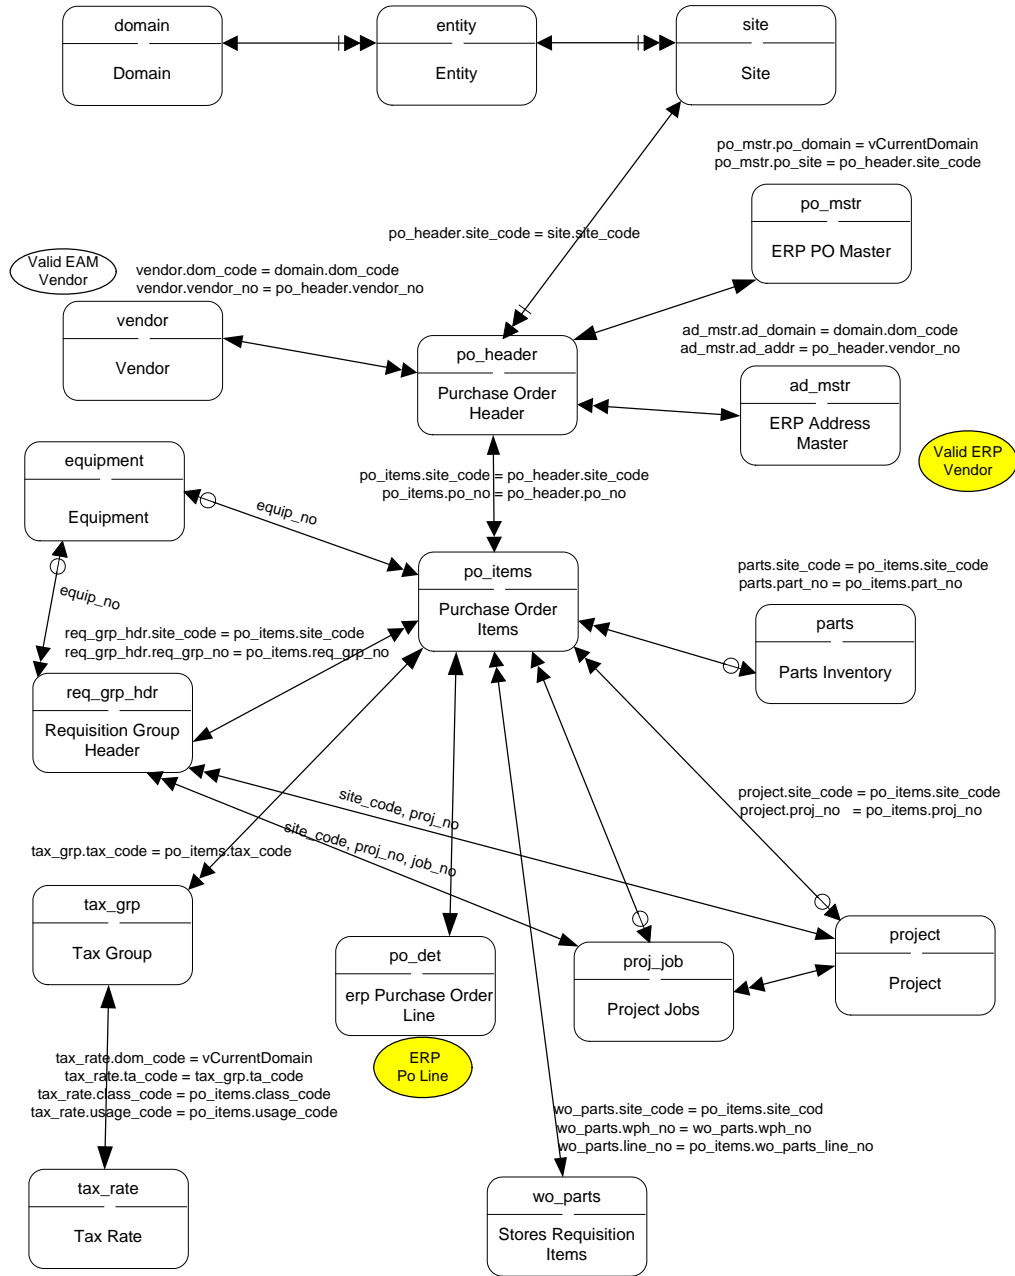 domain
Domain
entity
Entity
site
Site
po_mstr.po_domain = vCurrentDomain
po_mstr.po_site = po_header.site_code
po_mstr
ERP PO Master
po_header.site_code = site.site_code
Valid EAM
Vendor
vendor.dom_code = domain.dom_code
vendor.vendor_no = po_header.vendor_no
vendor
Vendor
po_header
Purchase Order
Header
ad_mstr.ad_domain = domain.dom_code
ad_mstr.ad_addr = po_header.vendor_no
ad_mstr
ERP Address
Master
Valid ERP
Vendor
equipment
Equipment
po_items.site_code = po_header.site_code
po_items.po_no = po_header.po_no
equip_no
equip_no
po_items
Purchase Order
Items
parts.site_code = po_items.site_code
parts.part_no = po_items.part_no
parts
Parts Inventory
req_grp_hdr.site_code = po_items.site_code
req_grp_hdr.req_grp_no = po_items.req_grp_no
req_grp_hdr
Requisition Group
Header
site_code, proj_no
site_code, proj_no, job_no
project.site_code = po_items.site_code
project.proj_no = po_items.proj_no
tax_grp.tax_code = po_items.tax_code
tax_grp
Tax Group
po_det
erp Purchase Order
Line
ERP
Po Line
proj_job
Project Jobs
project
Project
tax_rate.dom_code = vCurrentDomain
tax_rate.ta_code = tax_grp.ta_code
tax_rate.class_code = po_items.class_code
tax_rate.usage_code = po_items.usage_code
tax_rate
Tax Rate
wo_parts.site_code = po_items.site_cod
wo_parts.wph_no = wo_parts.wph_no
wo_parts.line_no = po_items.wo_parts_line_no
wo_parts
Stores Requisition
Items